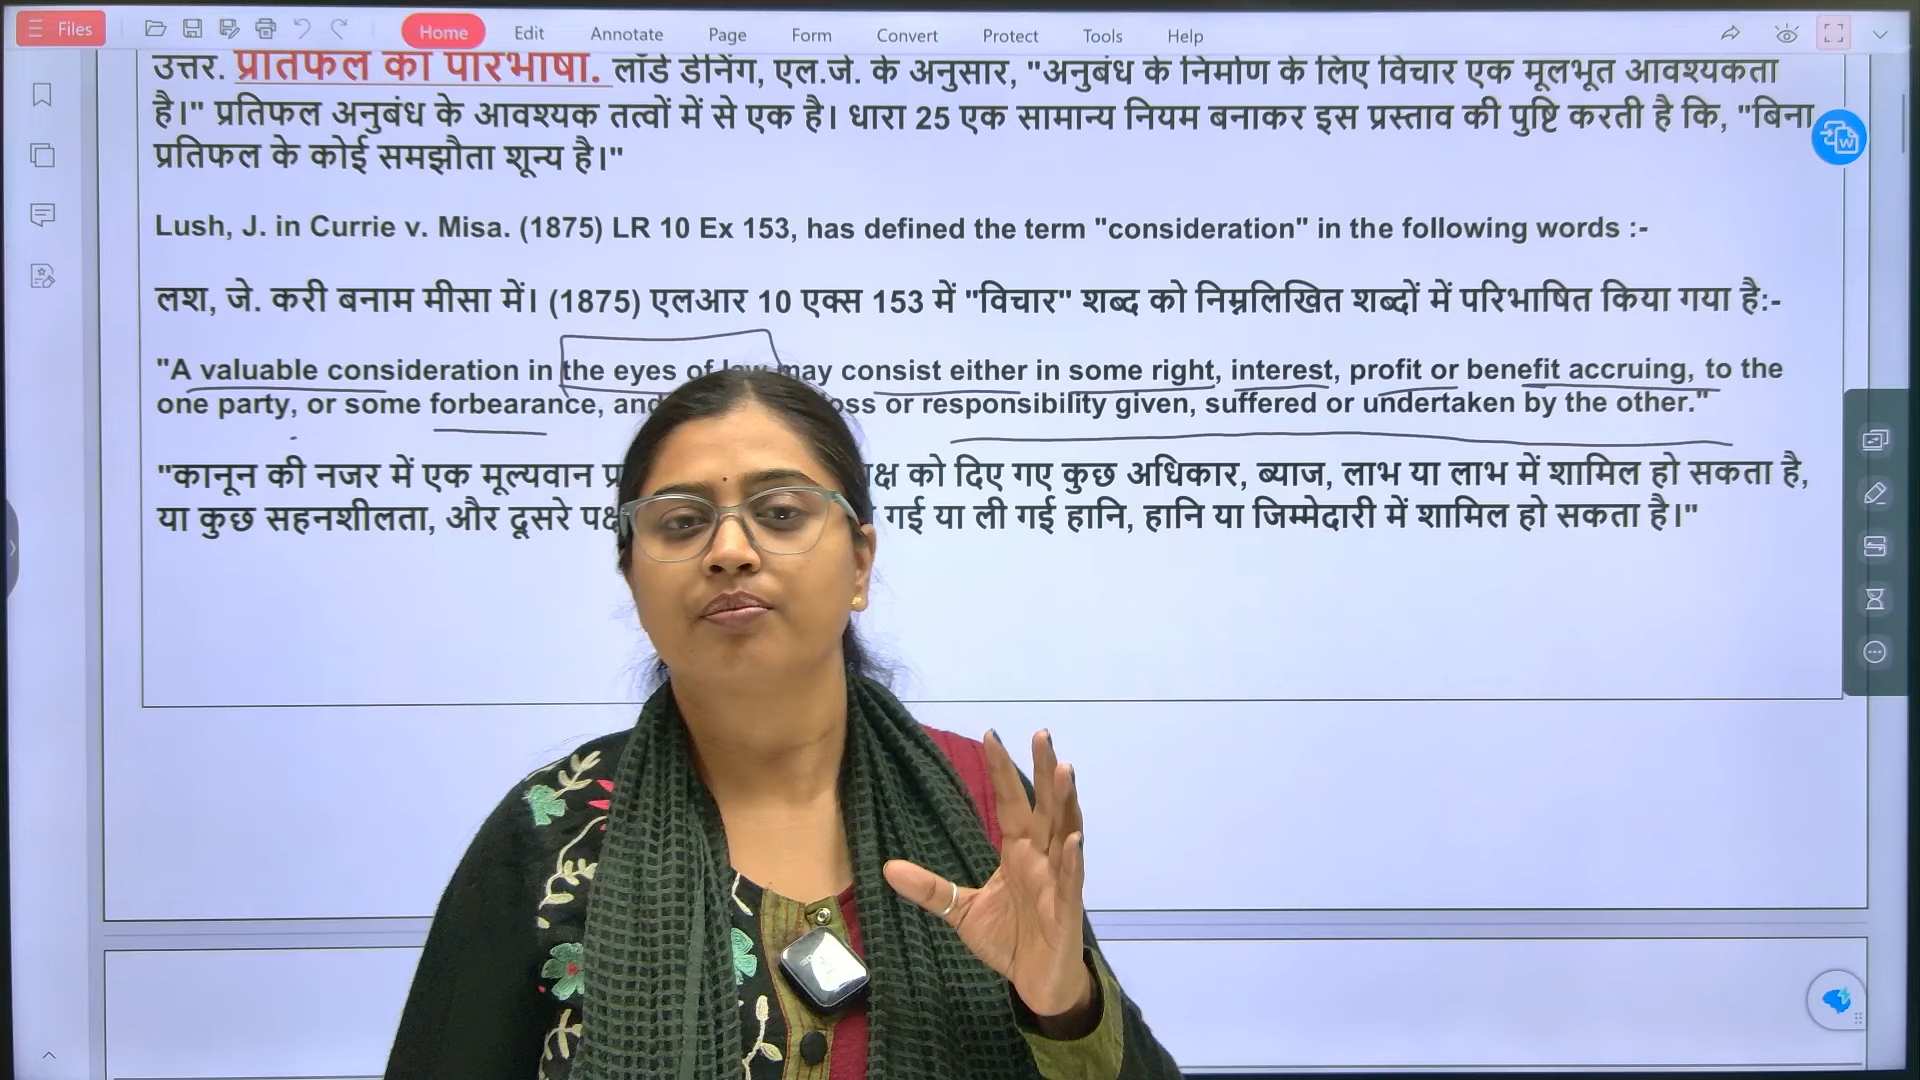 Files Home Edit Annotate Page Form Convert Protect Tools Help
उत्तर. प्रतिफल की परिभाषा. लॉर्ड डेनिंग, एल.जे. के अनुसार, "अनुबंध के निर्माण के लिए विचार एक मूलभूत आवश्यकता
है।" प्रतिफल अनुबंध के आवश्यक तत्वों में से एक है। धारा 25 एक सामान्य नियम बनाकर इस प्रस्ताव की पुष्टि करती है कि, "बिना
प्रतिफल के कोई समझौता शून्य है।"
Lush, J. in Currie v. Misa. (1875) LR 10 Ex 153, has defined the term "consideration" in the following words :-
लश, जे. करी बनाम मीसा में। (1875) एलआर 10 एक्स 153 में "विचार" शब्द को निम्नलिखित शब्दों में परिभाषित किया गया है:-
"A valuable consideration in the eyes of law may consist either in some right, interest, profit or benefit accruing, to the
one party, or some forbearance, and or responsibility given, suffered or undertaken by the other."
"कानून की नजर में एक मूल्यवान को दिए गए कुछ अधिकार, ब्याज, लाभ या लाभ में शामिल हो सकता है,
या कुछ सहनशीलता, और दूसरे गई या ली गई हानि, हानि या जिम्मेदारी में शामिल हो सकता है।"